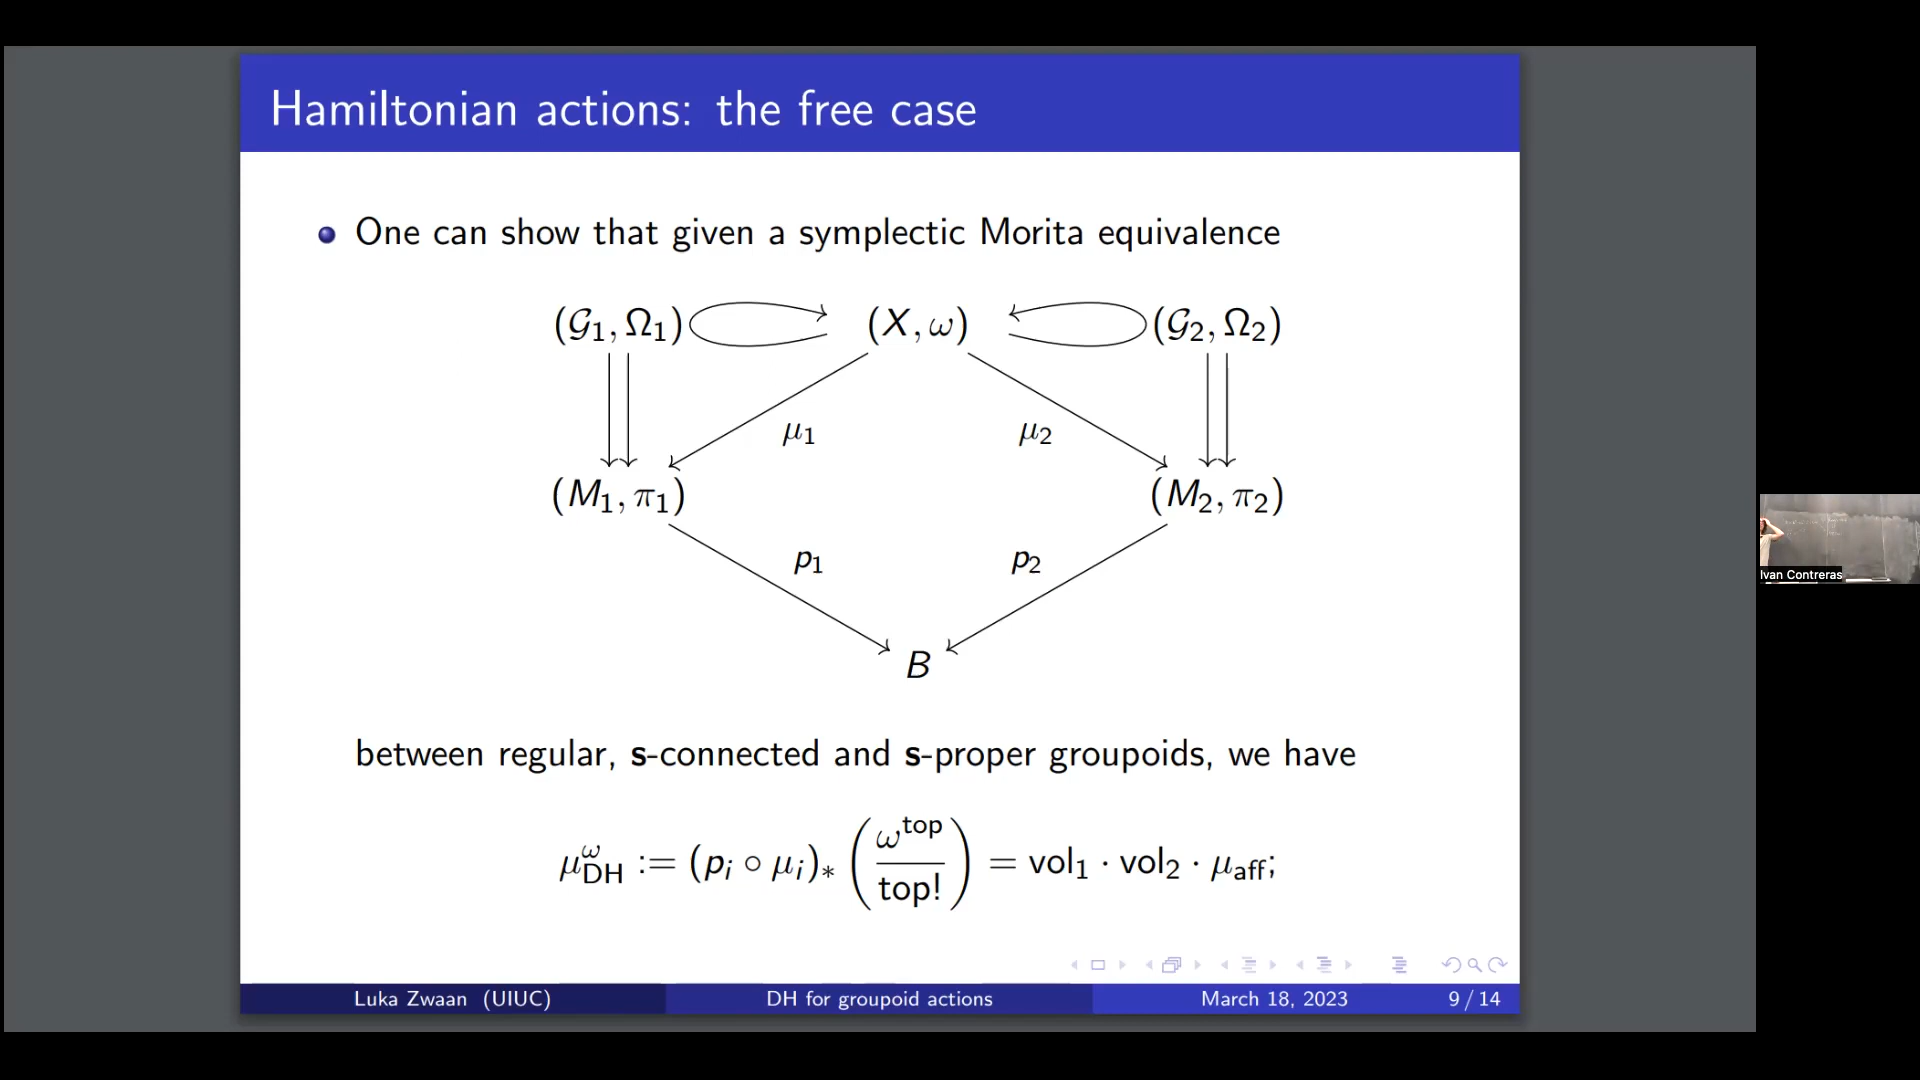 Hamiltonian actions: the free case
One can show that given a symplectic Morita equivalence
(𝒢₁, Ω₁) (X, ω) (𝒢₂, Ω₂)
μ₁ μ₂
(M₁, π₁) (M₂, π₂)
p₁ p₂
B
between regular, s-connected and s-proper groupoids, we have
μ^ω_DH := (pᵢ ∘ μᵢ)_* (ω^top / top!) = vol₁ · vol₂ · μ_aff;
Luka Zwaan (UIUC) DH for groupoid actions March 18, 2023 9 / 14
Ivan Contreras